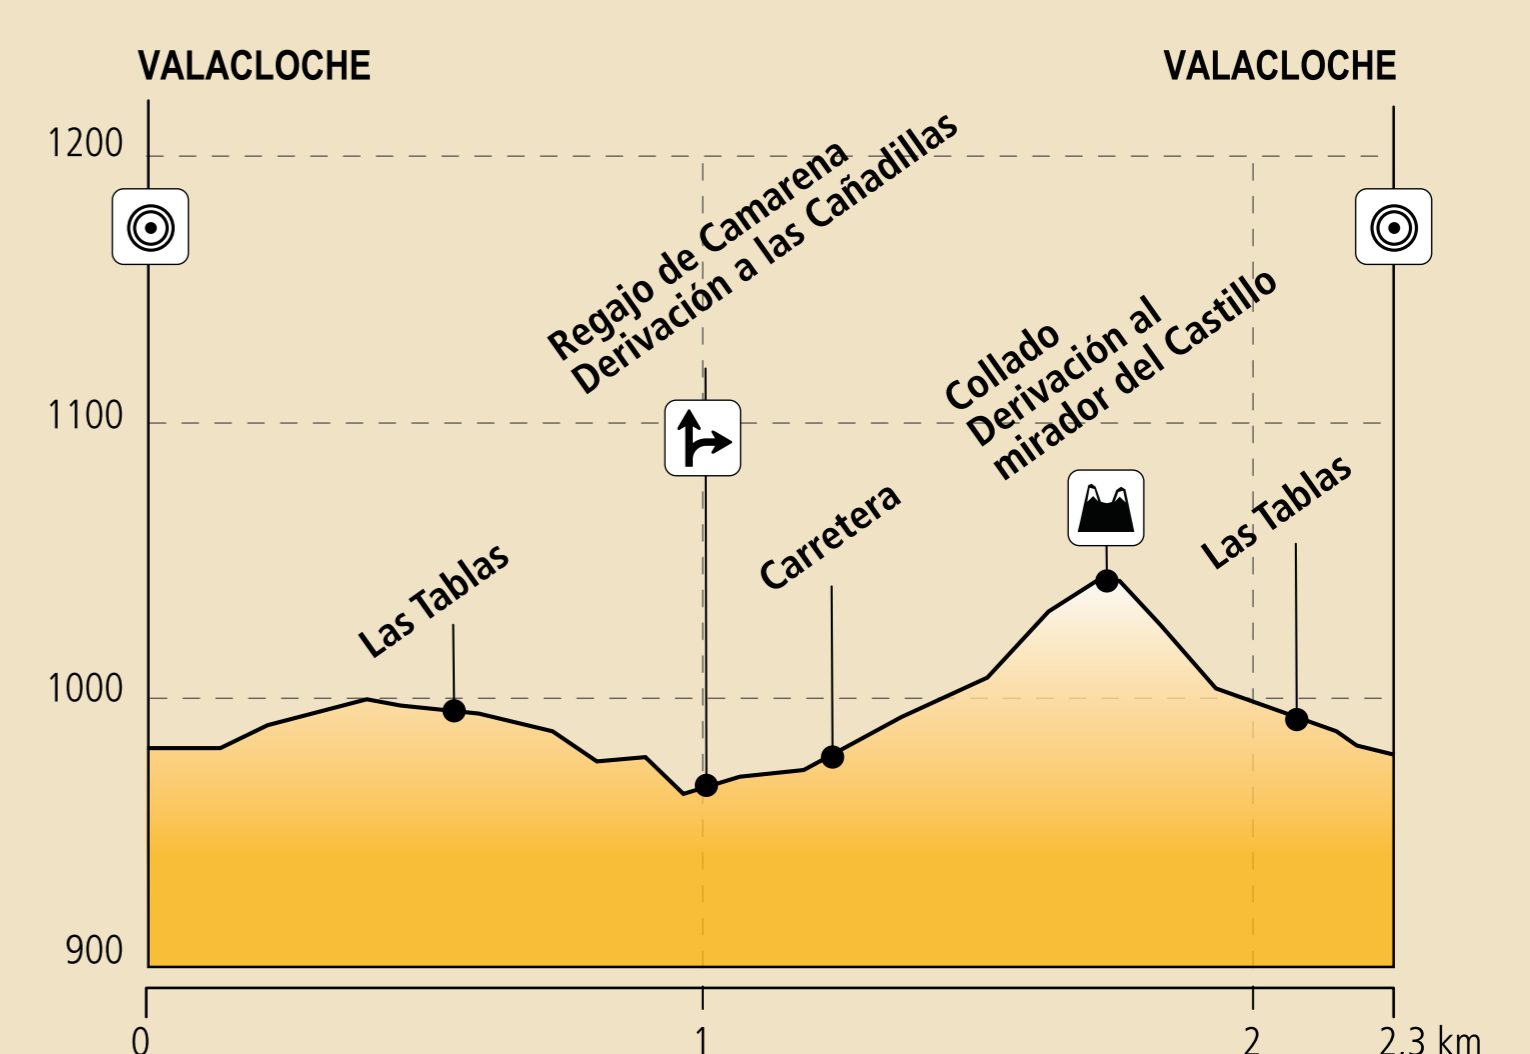 VALACLOCHE
VALACLOCHE
1200
Regajo de Camarena
Derivación a las Cañadillas
Collado
Derivación al
mirador del Castillo
1100
Las Tablas
Carretera
Las Tablas
1000
900
0
1
2
2,3 km